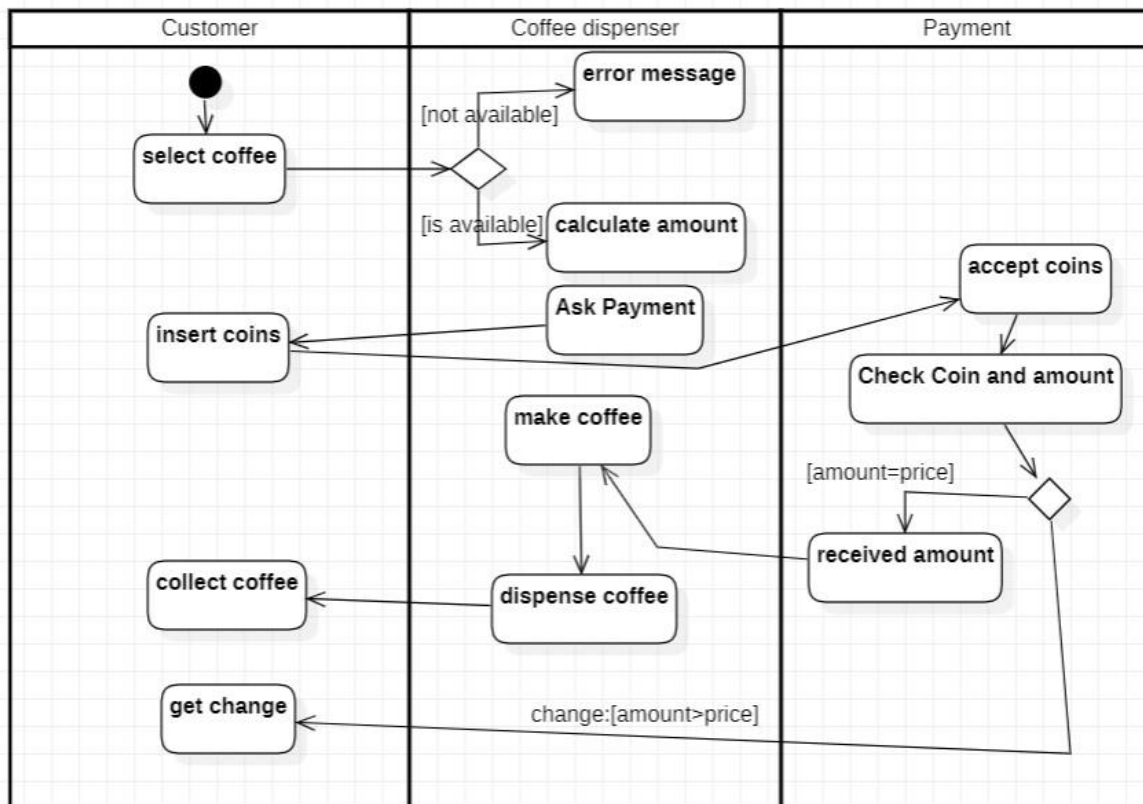 Customer
Coffee dispenser
Payment
error message
[not available]
select coffee
[is available]
calculate amount
accept coins
Ask Payment
insert coins
Check Coin and amount
make coffee
[amount=price]
received amount
collect coffee
dispense coffee
get change
change:[amount>price]